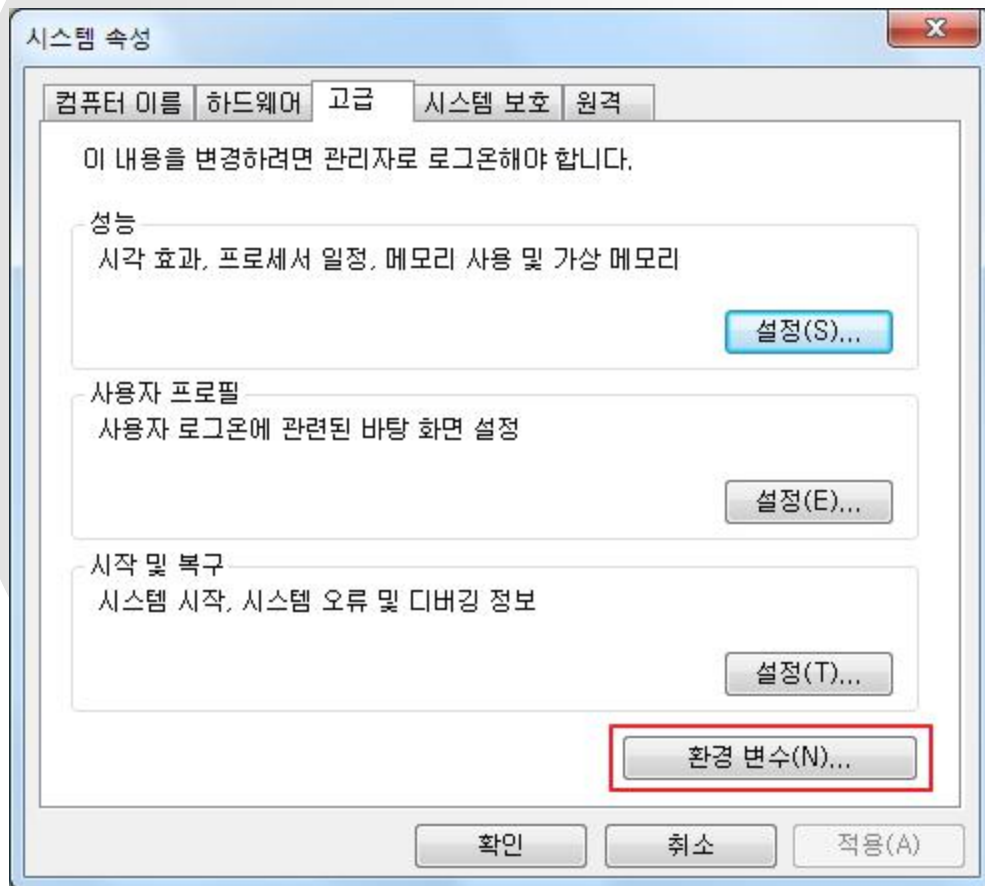 시스템 속성
컴퓨터 이름 하드웨어 고급 시스템 보호 원격
이 내용을 변경하려면 관리자로 로그온해야 합니다.
성능
시각 효과, 프로세서 일정, 메모리 사용 및 가상 메모리
설정(S)...
사용자 프로필
사용자 로그온에 관련된 바탕 화면 설정
설정(E)...
시작 및 복구
시스템 시작, 시스템 오류 및 디버깅 정보
설정(T)...
환경 변수(N)...
확인 취소 적용(A)